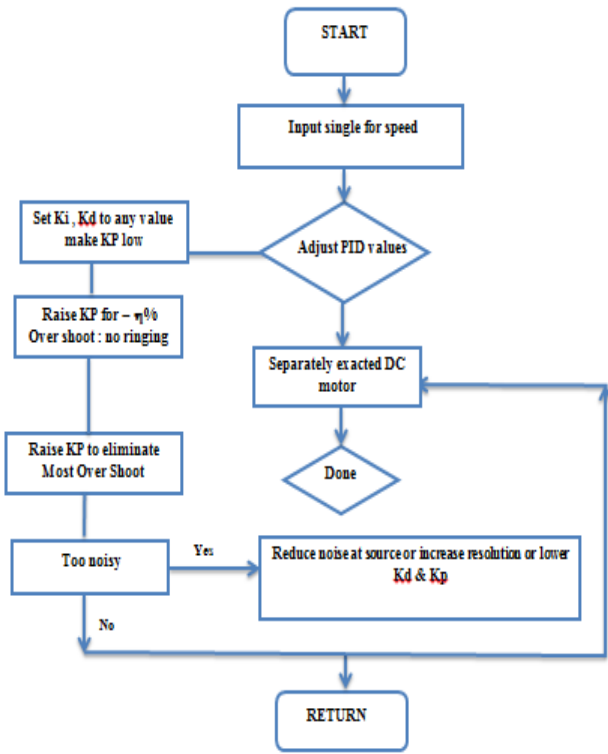 START
Input single for speed
Adjust PID values
Set Ki , Kd to any value
make KP low
Raise KP for – η%
Over shoot : no ringing
Separately exacted DC
motor
Raise KP to eliminate
Most Over Shoot
Done
Too noisy
Yes
Reduce noise at source or increase resolution or lower
Kd & Kp
No
RETURN